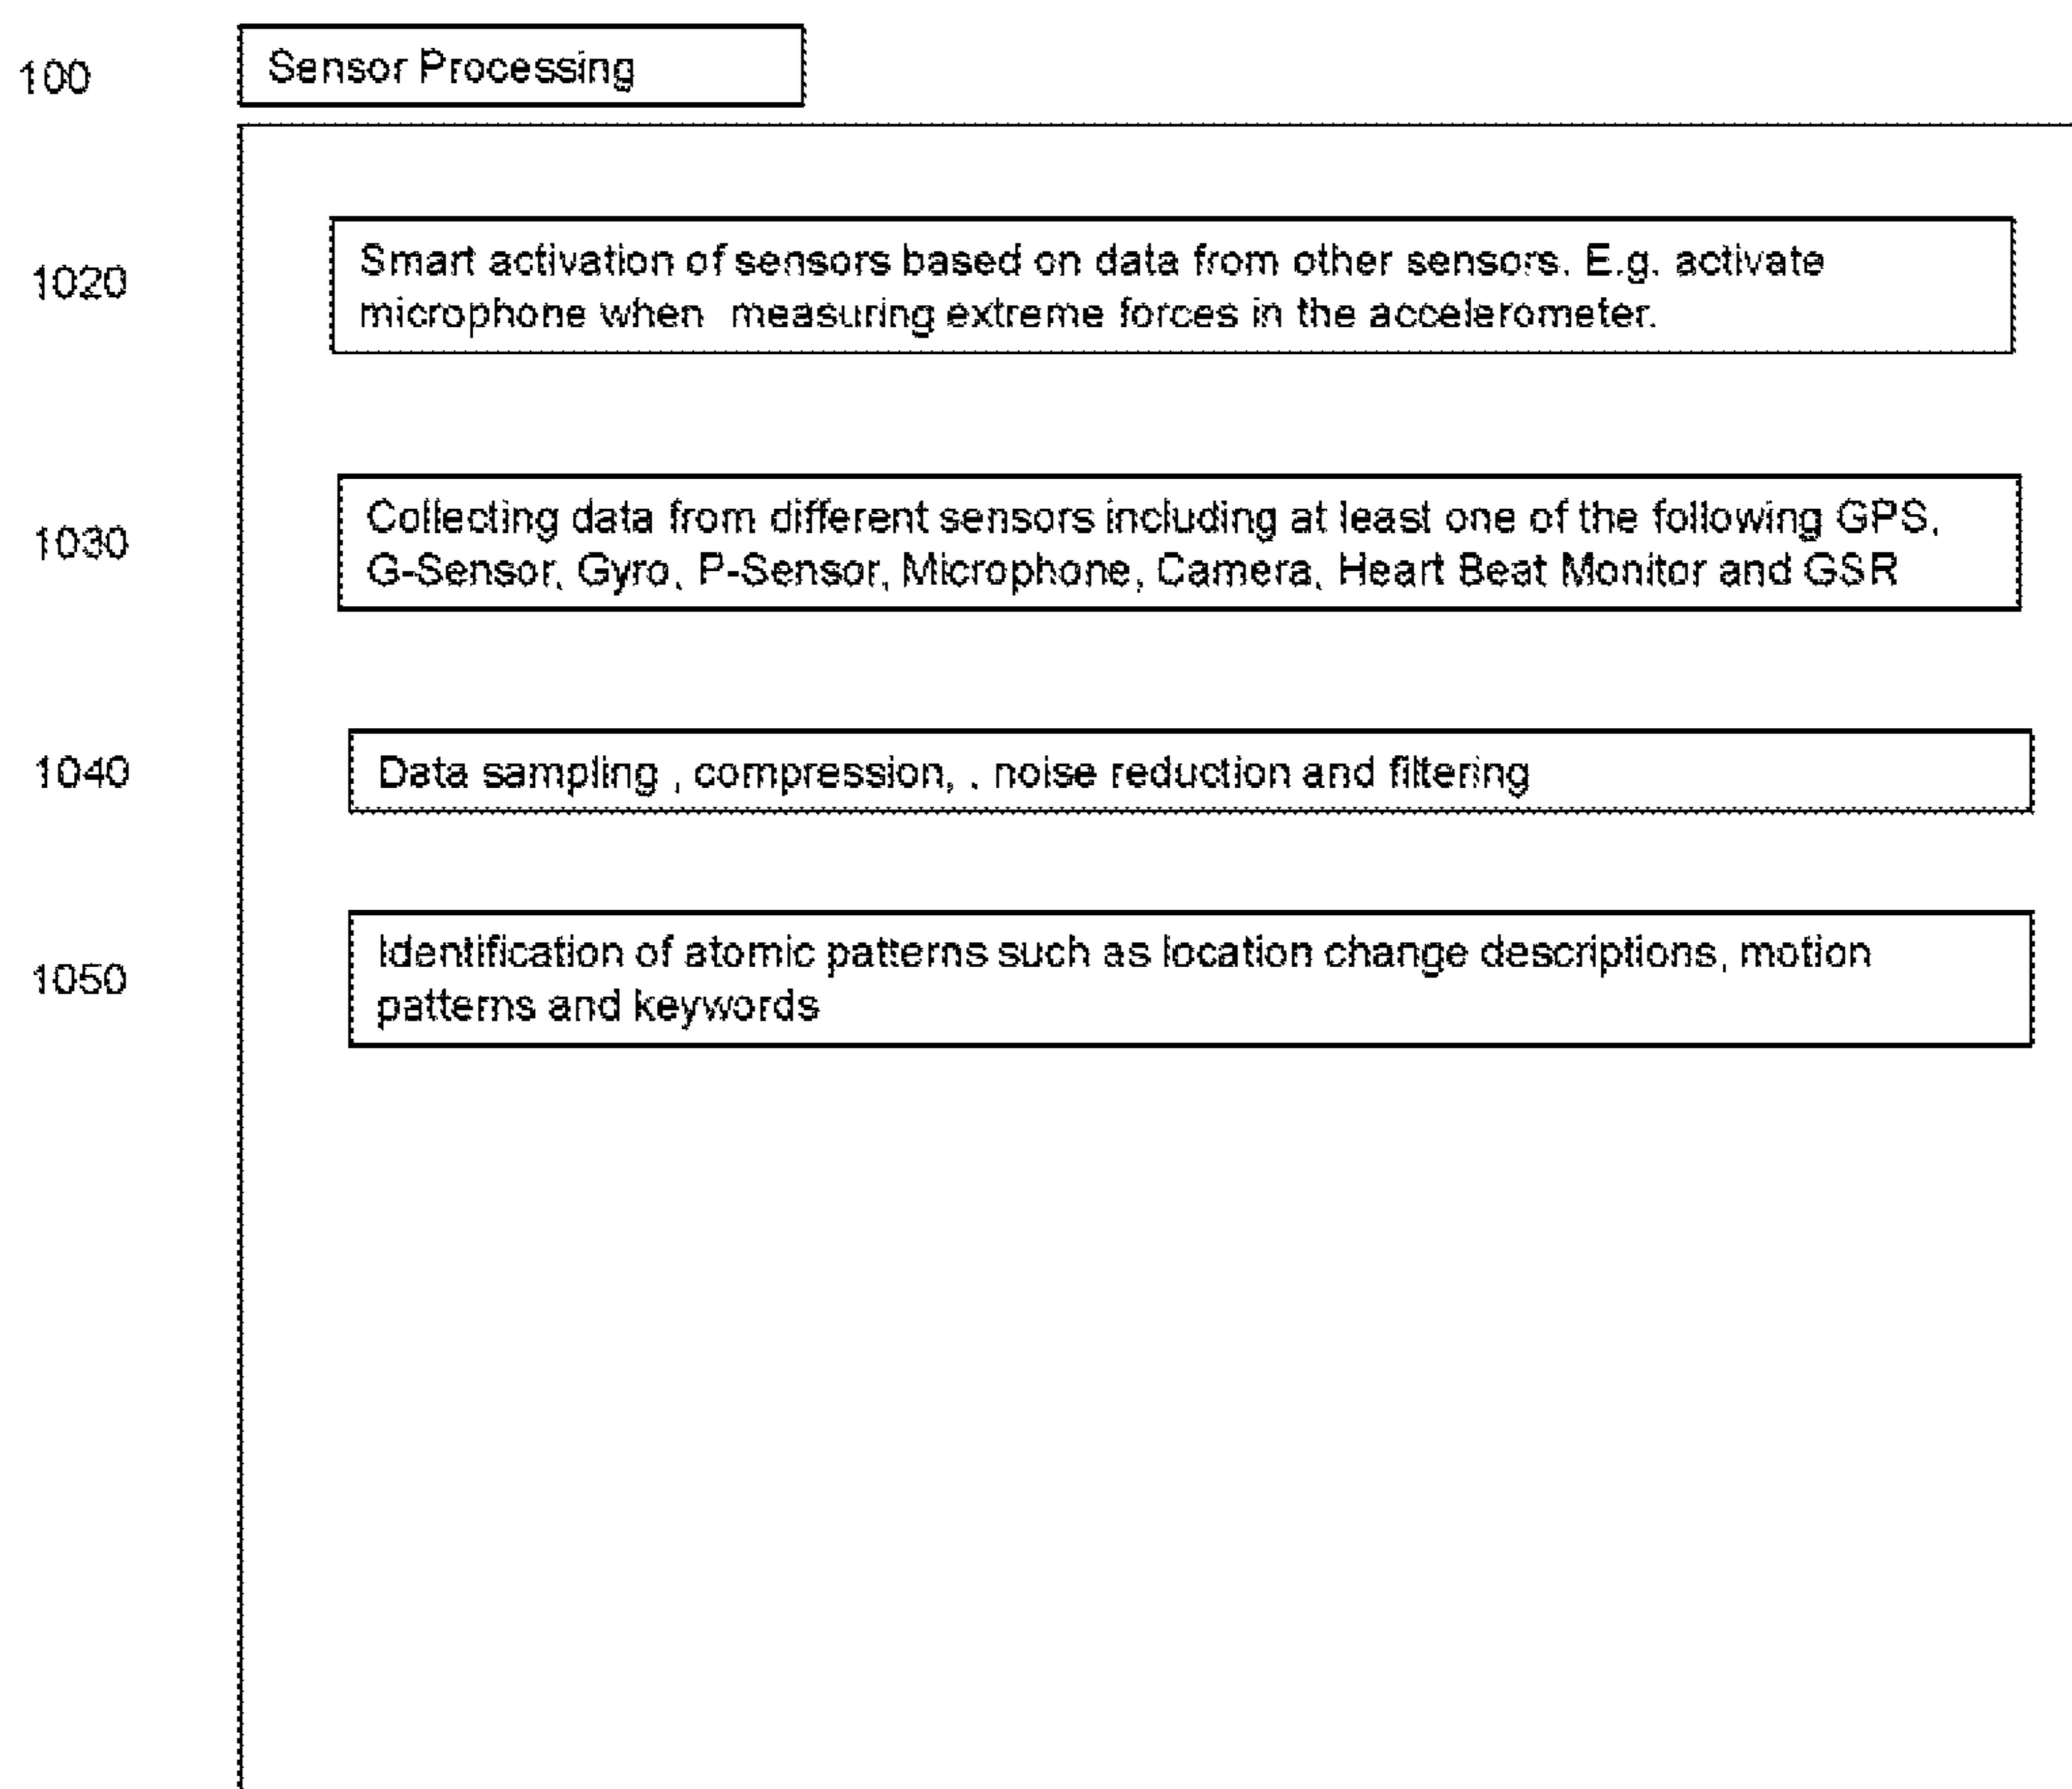 100
Sensor Processing
1020
Smart activation of sensors based on data from other sensors. E.g. activate
microphone when measuring extreme forces in the accelerometer.
1030
Collecting data from different sensors including at least one of the following GPS,
G-Sensor, Gyro, P-Sensor, Microphone, Camera, Heart Beat Monitor and GSR
1040
Data sampling , compression, . noise reduction and filtering
1050
Identification of atomic patterns such as location change descriptions, motion
patterns and keywords